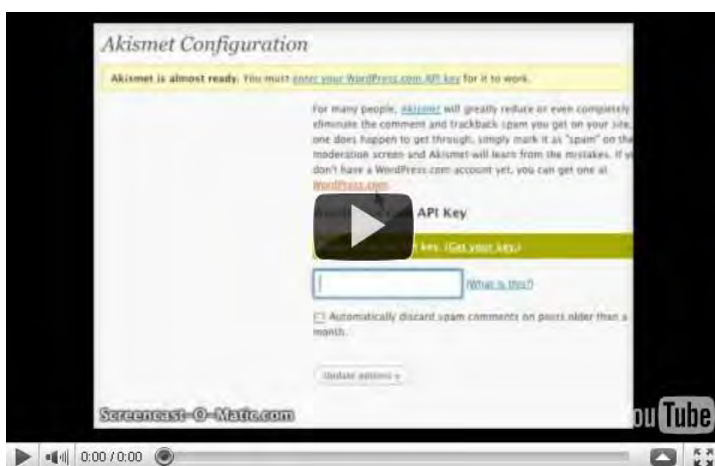 Akismet Configuration
Akismet is almost ready. You must enter your WordPress.com API key for it to work.
For many people, Akismet will greatly reduce or even completely
eliminate the comment and trackback spam you get on your site.
one does happen to get through, simply mark it as "spam" on the
moderation screen and Akismet will learn from the mistakes. If yo
don't have a WordPress.com account yet, you can get one at
WordPress.com.
API Key
key. (Get your key.)
(What is this?)
Automatically discard spam comments on posts older than a
month.
Update options »
Screencast-O-Matic.com
ou Tube
0:00 / 0:00